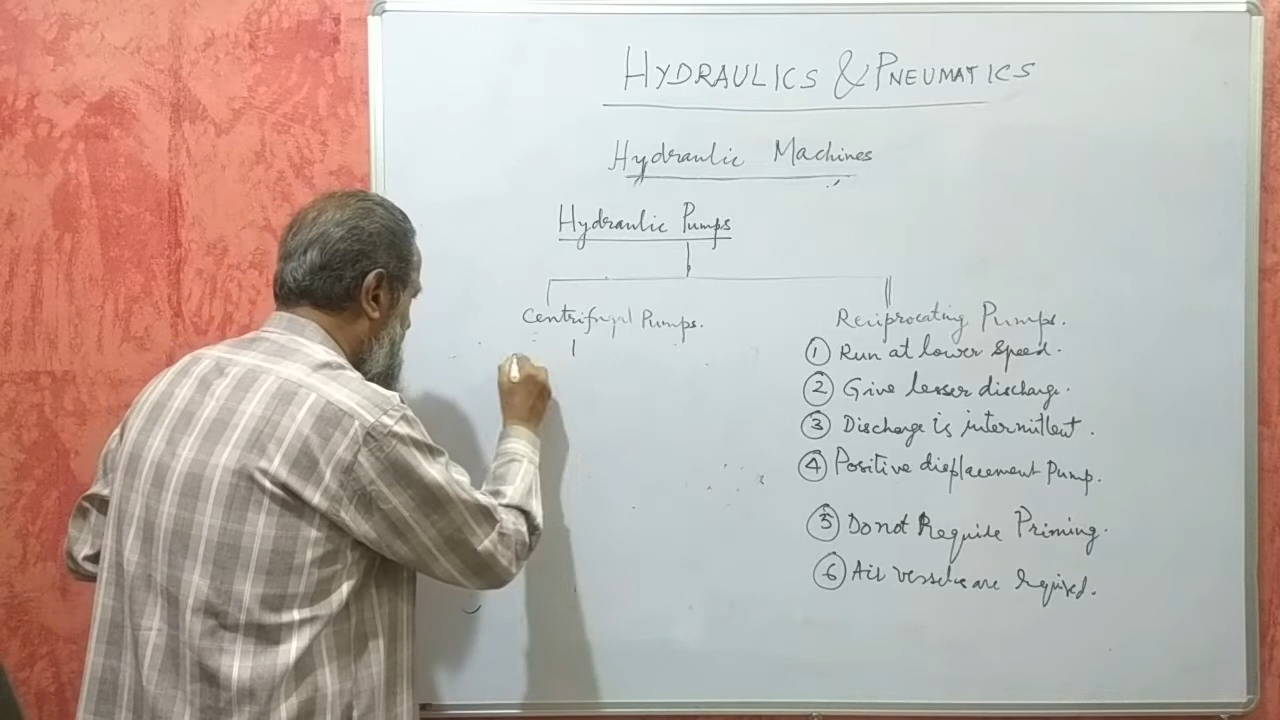 HYDRAULICS & PNEUMATICS
Hydraulic Machines
Hydraulic Pumps
Centrifugal Pumps.
Reciprocating Pumps.
① Run at lower speed.
② Give lesser discharge.
③ Discharge is intermittent.
④ Positive displacement Pump.
⑤ Do not Require Priming.
⑥ Air vessels are required.